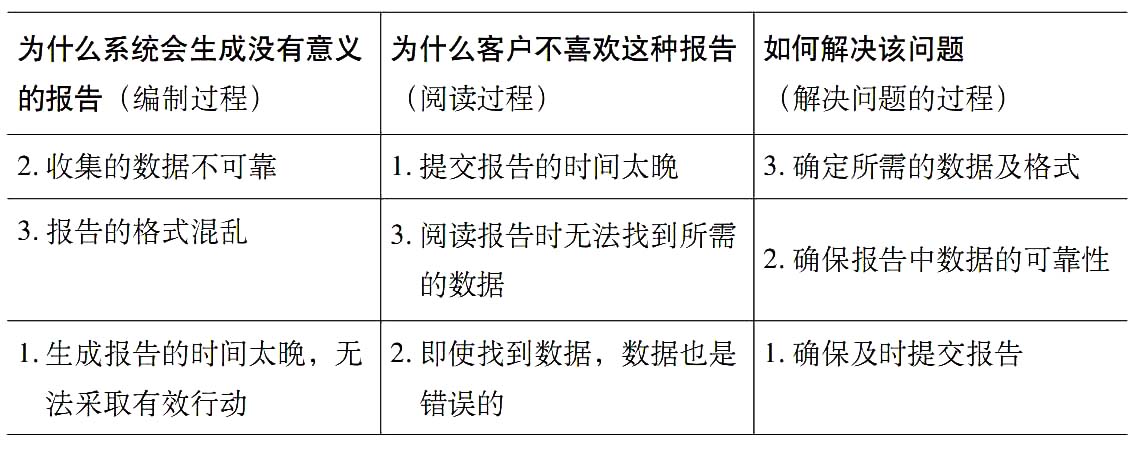 为什么系统会生成没有意义
的报告（编制过程）
为什么客户不喜欢这种报告
（阅读过程）
如何解决该问题
（解决问题的过程）
2. 收集的数据不可靠
1. 提交报告的时间太晚
3. 确定所需的数据及格式
3. 报告的格式混乱
3. 阅读报告时无法找到所需
的数据
2. 确保报告中数据的可靠性
1. 生成报告的时间太晚，无
法采取有效行动
2. 即使找到数据，数据也是
错误的
1. 确保及时提交报告